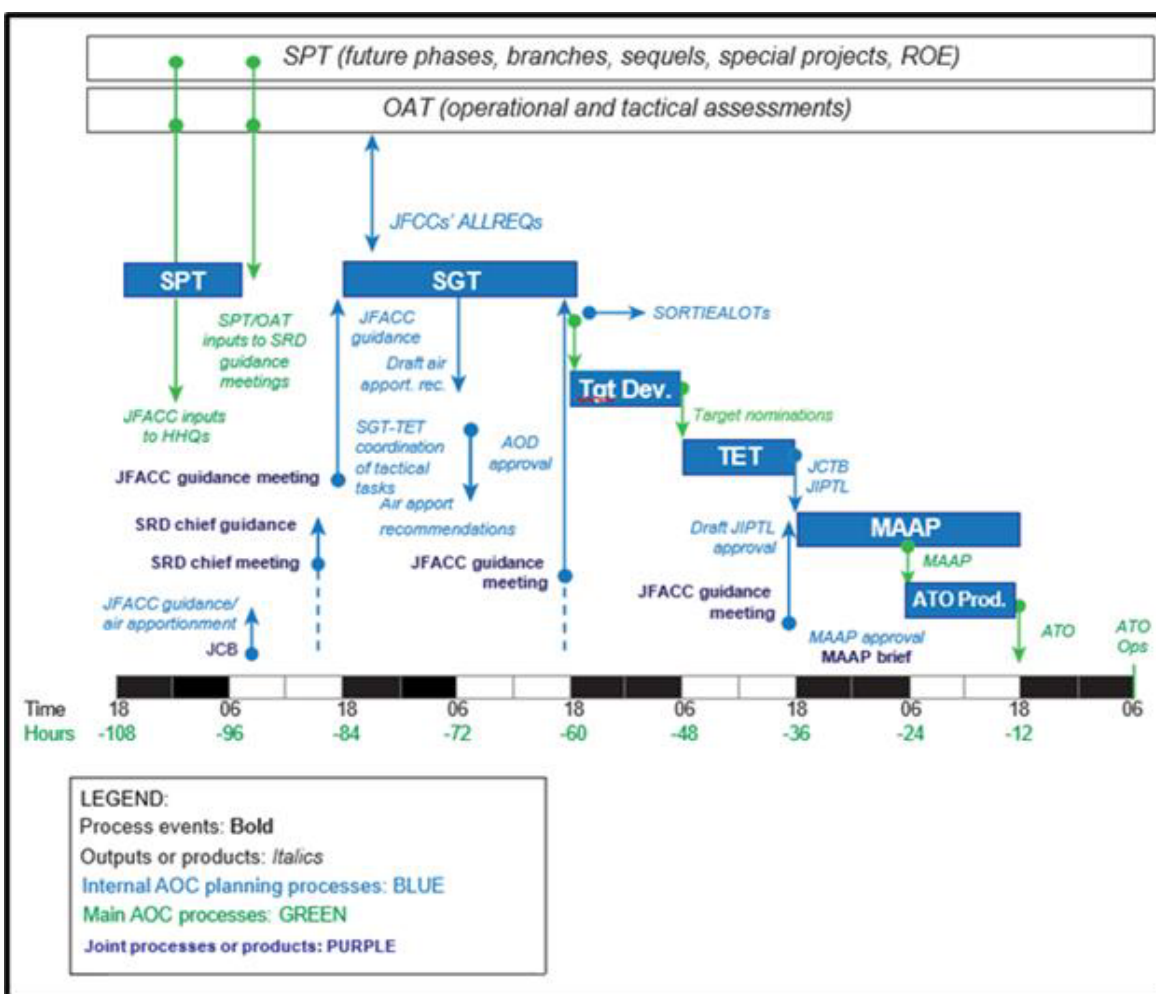 SPT (future phases, branches, sequels, special projects, ROE)
OAT (operational and tactical assessments)
JFCCs' ALLREQs
SPT
SGT
SPT/OAT
inputs to SRD
guidance
meetings
JFACC inputs
to HHQs
JFACC
guidance
Draft air
apport. rec.
SGT-TET
coordination
of tactical
tasks
AOD
approval
Air apport
recommendations
JFACC guidance meeting
SRD chief guidance
SRD chief meeting
JFACC guidance/
air apportionment
JCB
JFACC guidance
meeting
SORTIEALOTs
Tgt Dev.
Target nominations
TET
JCTB
JIPTL
Draft JIPTL
approval
MAAP
MAAP
JFACC guidance
meeting
ATO Prod.
MAAP approval
MAAP brief
ATO
ATO
Ops
Time 18 06 18 06 18 06 18 06 18 06
Hours -108 -96 -84 -72 -60 -48 -36 -24 -12
LEGEND:
Process events: Bold
Outputs or products: Italics
Internal AOC planning processes: BLUE
Main AOC processes: GREEN
Joint processes or products: PURPLE